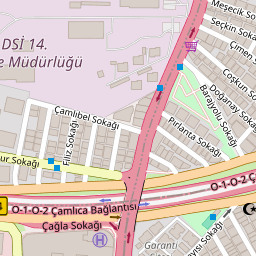 Meşecik Sokağı
Seçkin Sokağı
Çimen
DSİ 14.
Müdürlüğü
Coşkun
Doğanay Sokağı
Barajyolu Sokağı
Çamlıbel Sokağı
Filiz Sokağı
Pırlanta Sokağı
ur Sokağı
O-1-O-2
O-1-O-2 Çamlıca Bağlantısı
Çağla Sokağı
H
Garanti
yısı Sokağı